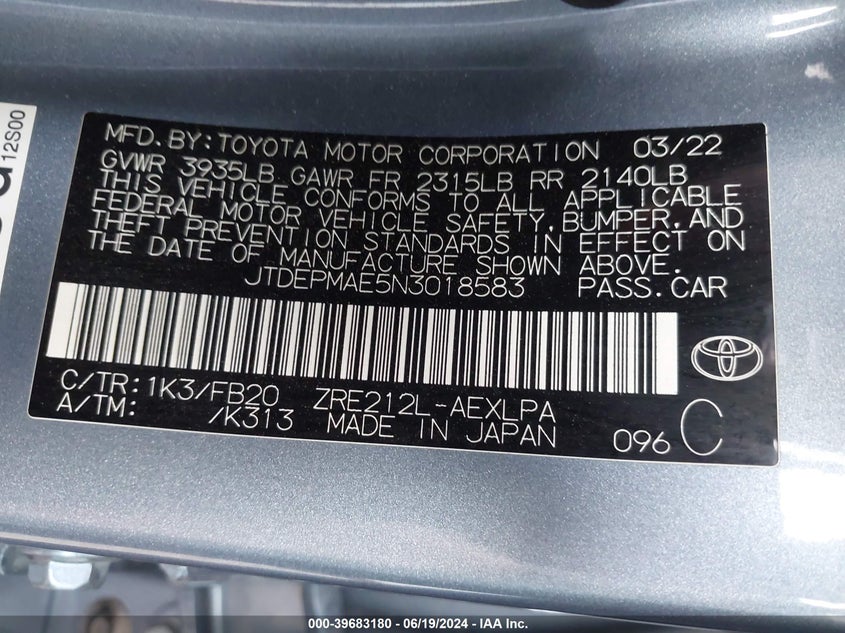 12S00
MFD.BY:TOYOTA MOTOR CORPORATION 03/22
GVWR 3935LB GAWR FR 2315LB RR 2140LB
THIS VEHICLE CONFORMS TO ALL APPLICABLE
FEDERAL MOTOR VEHICLE SAFETY,BUMPER,AND
THEFT PREVENTION STANDARDS IN EFFECT ON
THE DATE OF MANUFACTURE SHOWN ABOVE.
JTDEPMAE5N3018583 PASS.CAR
C/TR:1K3/FB20 ZRE212L-AEXLPA
A/TM: /K313 MADE IN JAPAN 096 C
000-39683180 - 06/19/2024 - IAA Inc.